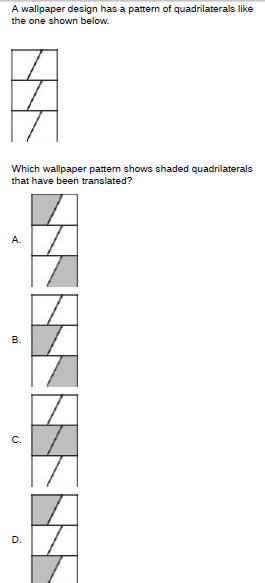 A wallpaper design has a pattern of quadrilaterals like
the one shown below.
Which wallpaper pattern shows shaded quadrilaterals
that have been translated?
A.
B.
C.
D.